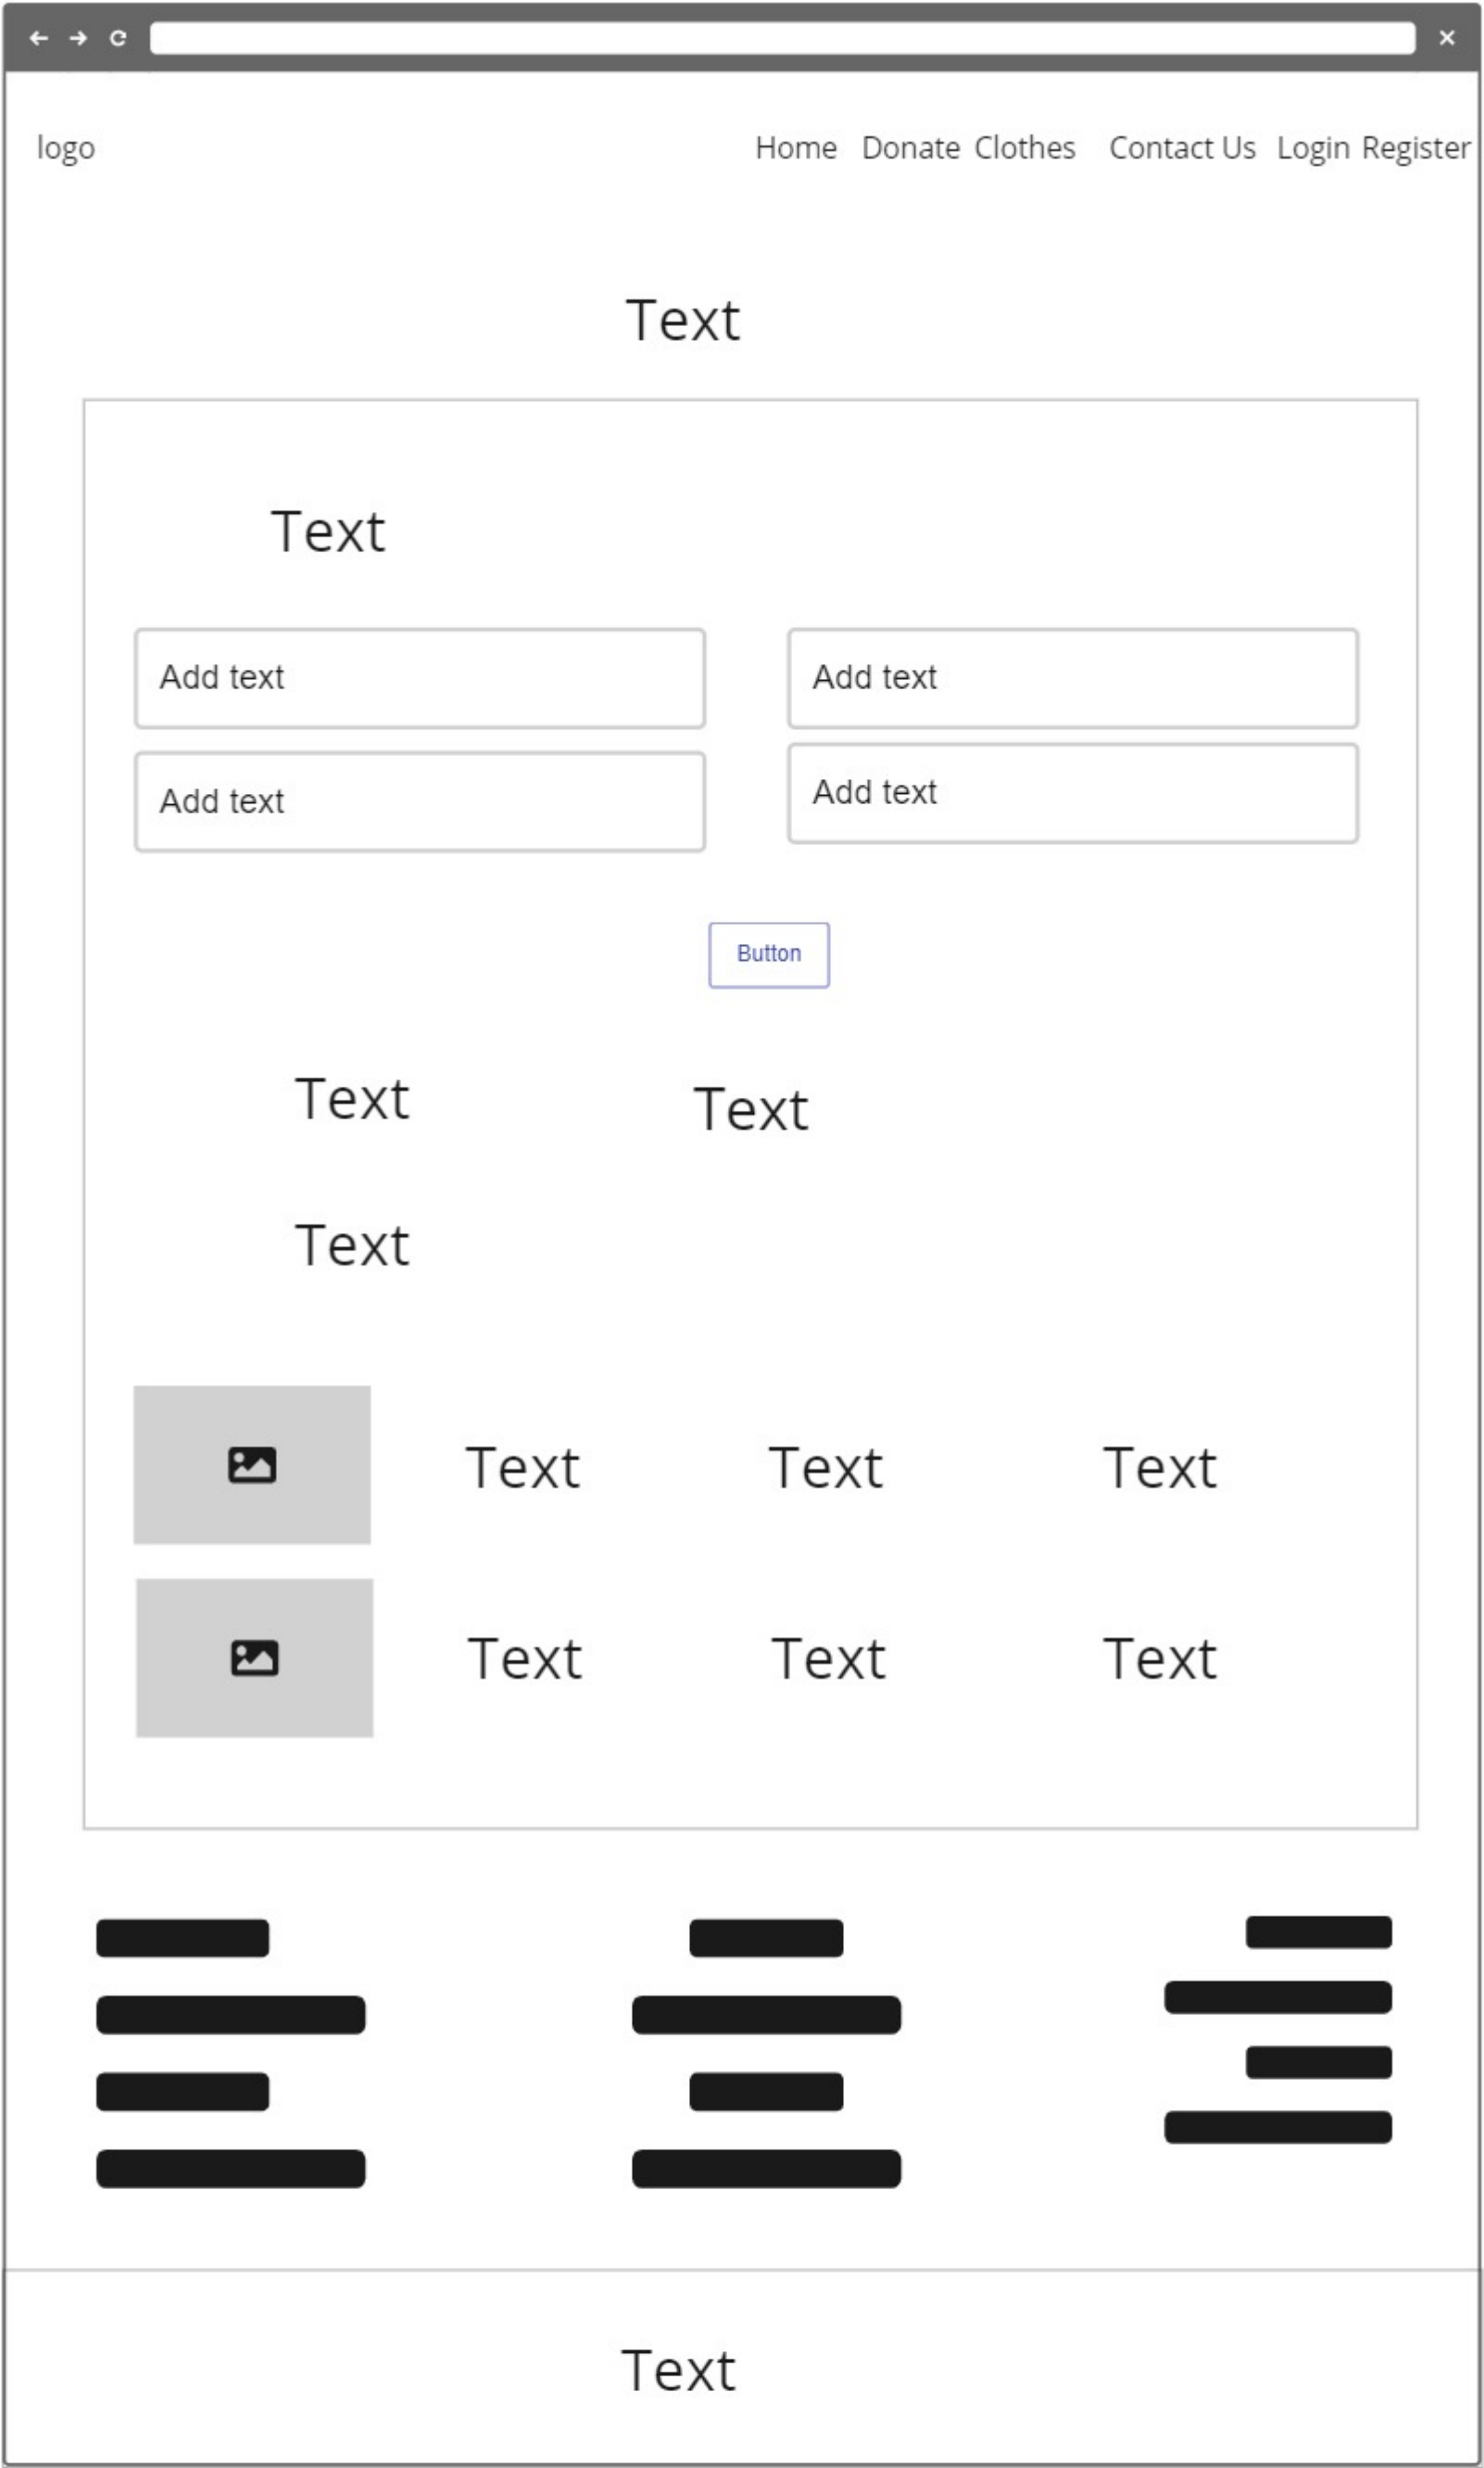 logo Home Donate Clothes Contact Us Login Register
Text
Text
Add text Add text
Add text Add text
Button
Text Text
Text
Text Text Text
Text Text Text
Text